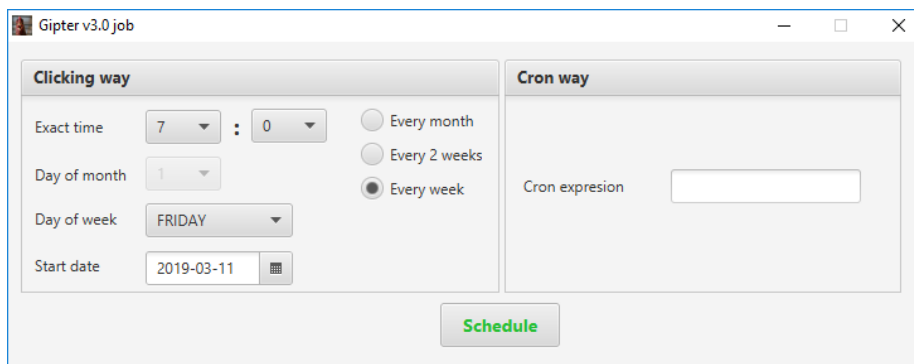 Gipter v3.0 job
Clicking way
Exact time 7 : 0
Day of month 1
Day of week FRIDAY
Start date 2019-03-11
Every month
Every 2 weeks
Every week
Cron way
Cron expresion
Schedule